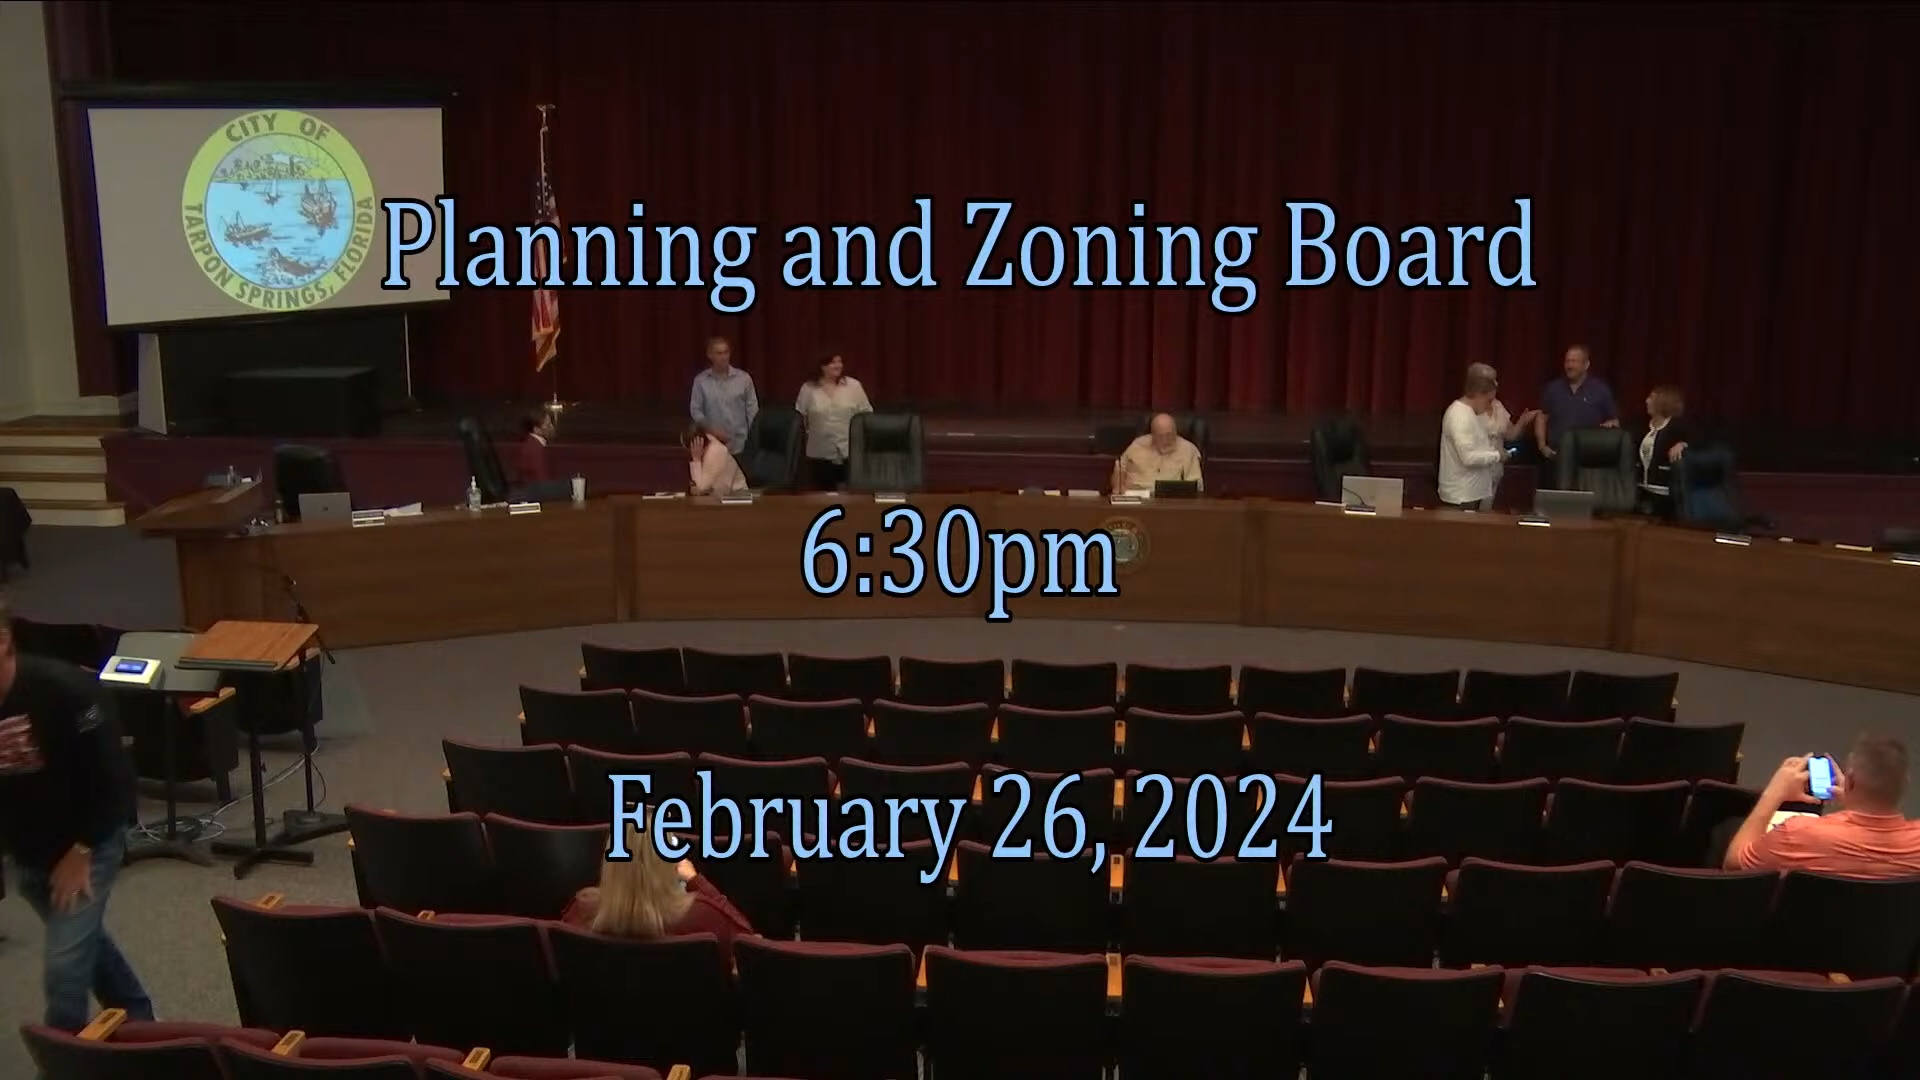 CITY OF
TARPON SPRINGS, FLORIDA
Planning and Zoning Board
6:30pm
February 26, 2024